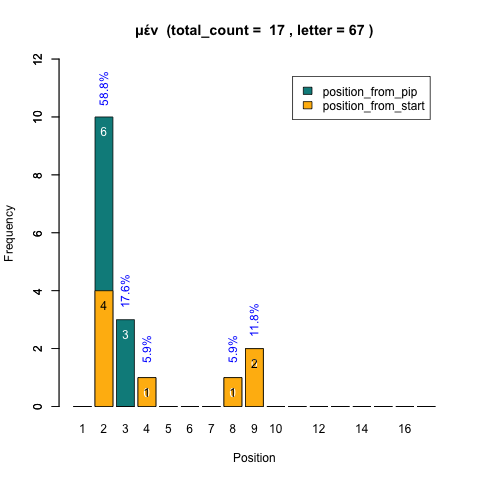 μέν (total_count = 17 , letter = 67 )
position_from_pip
position_from_start
Frequency
0 2 4 6 8 10 12
58.8%
17.6%
5.9%
5.9%
11.8%
6
4
3
1
1
2
1 2 3 4 5 6 7 8 9 10 12 14 16
Position